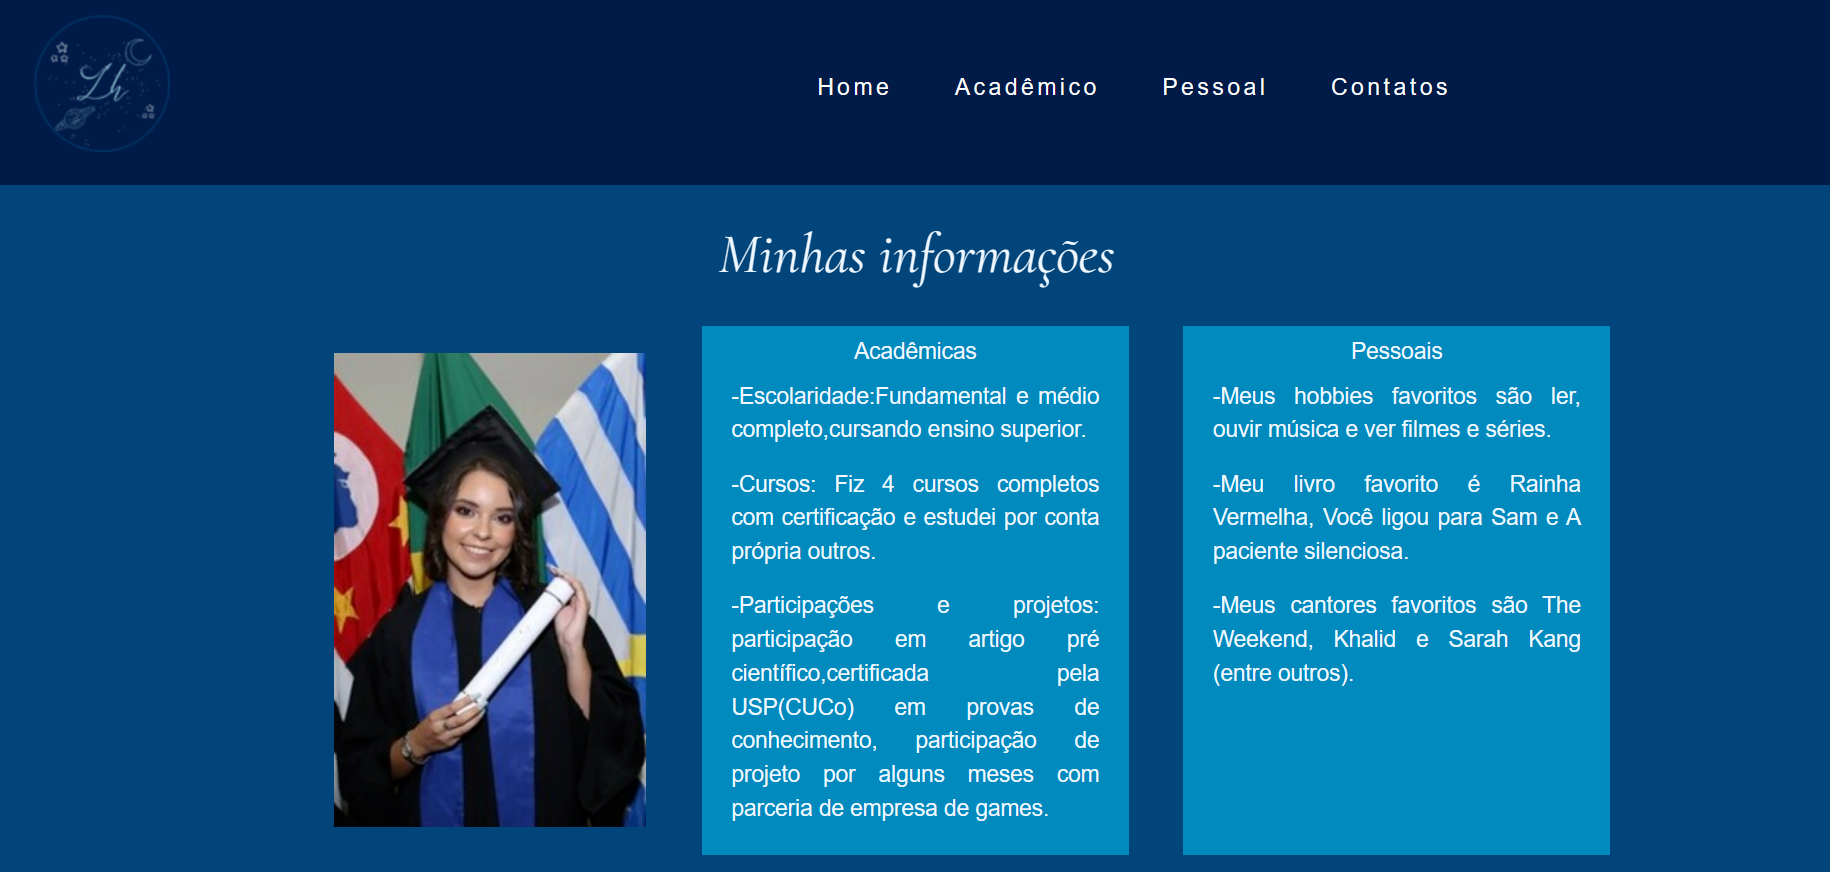 Lh
Home Acadêmico Pessoal Contatos
Minhas informações
Acadêmicas
-Escolaridade:Fundamental e médio
completo,cursando ensino superior.
-Cursos: Fiz 4 cursos completos
com certificação e estudei por conta
própria outros.
-Participações e projetos:
participação em artigo pré
científico,certificada pela
USP(CUCo) em provas de
conhecimento, participação de
projeto por alguns meses com
parceria de empresa de games.
Pessoais
-Meus hobbies favoritos são ler,
ouvir música e ver filmes e séries.
-Meu livro favorito é Rainha
Vermelha, Você ligou para Sam e A
paciente silenciosa.
-Meus cantores favoritos são The
Weekend, Khalid e Sarah Kang
(entre outros).